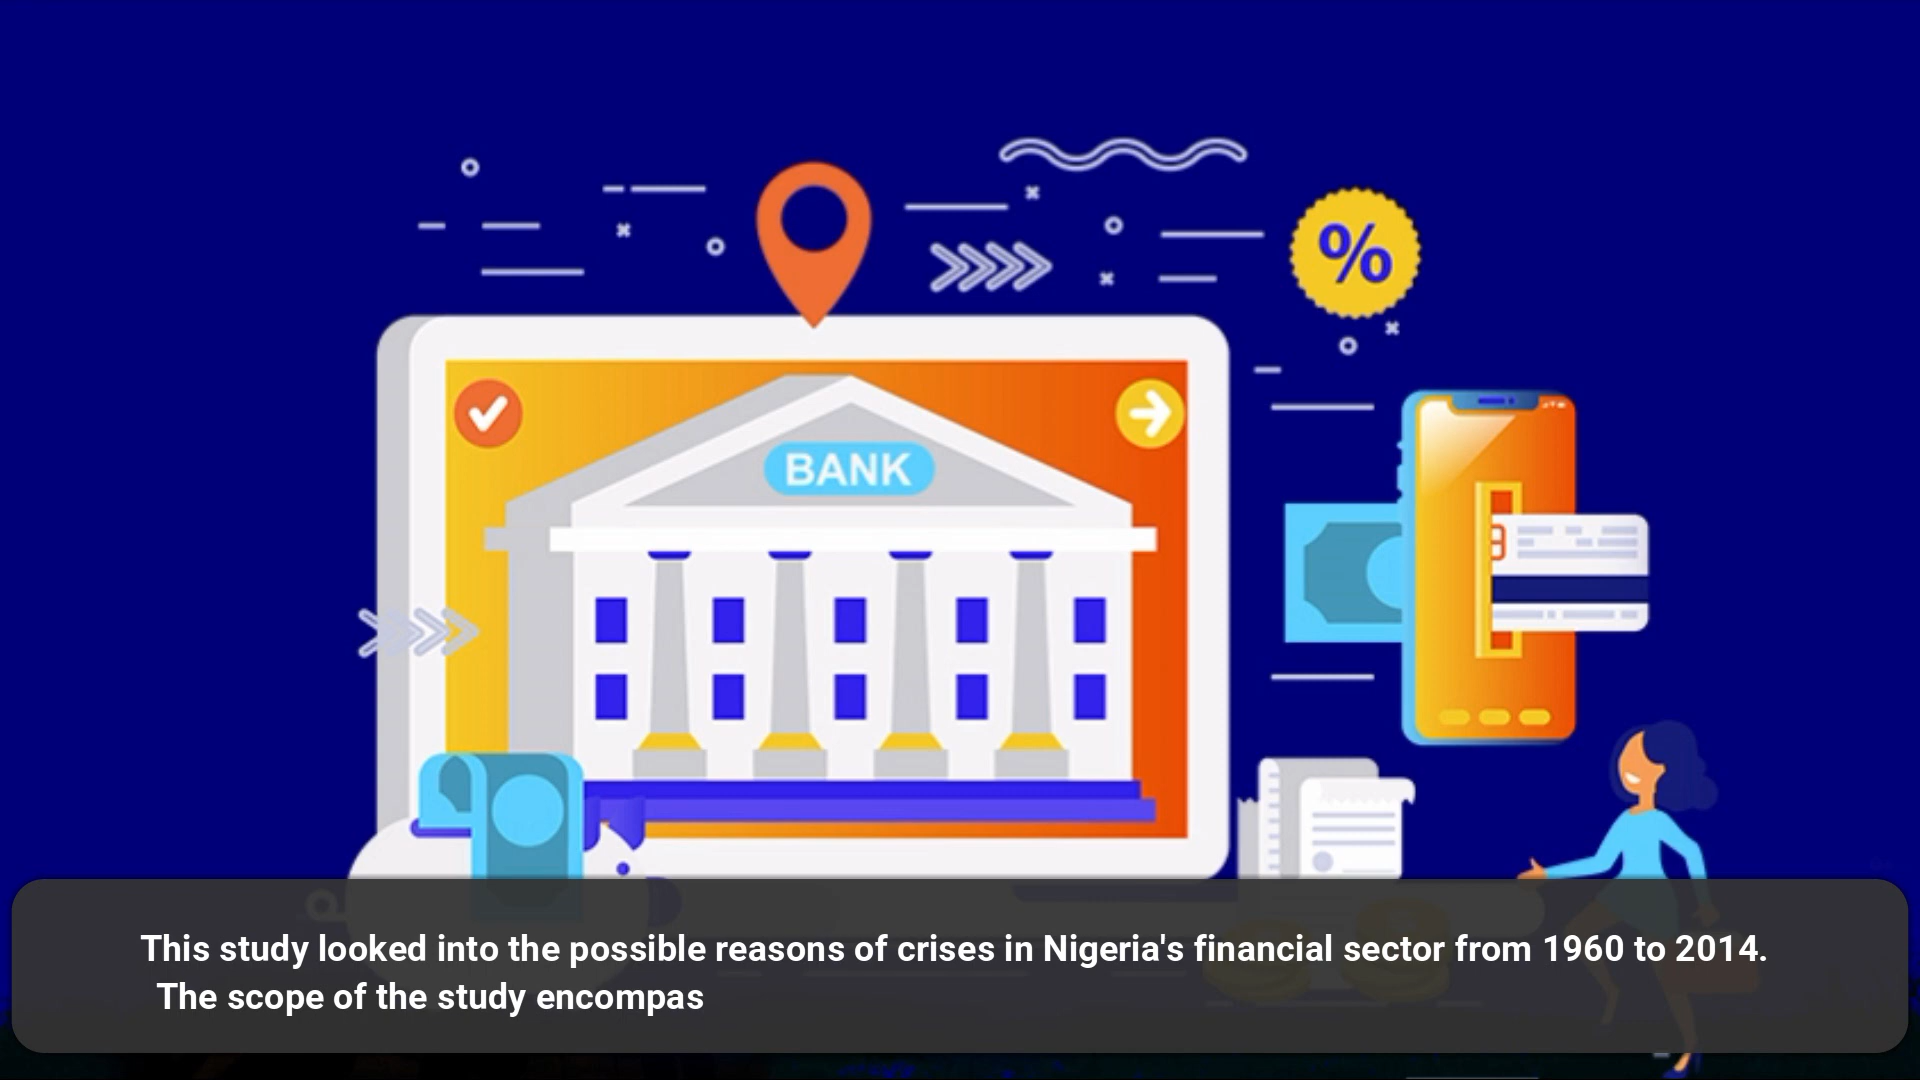 %
BANK
This study looked into the possible reasons of crises in Nigeria's financial sector from 1960 to 2014.
The scope of the study encompas